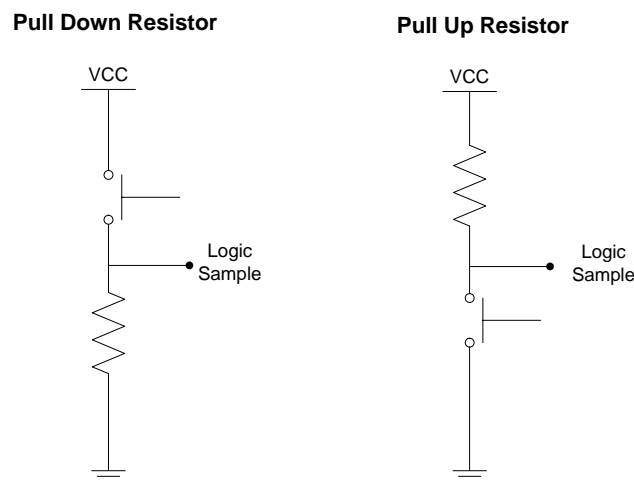 Pull Down Resistor
VCC
Logic
Sample
Pull Up Resistor
VCC
Logic
Sample